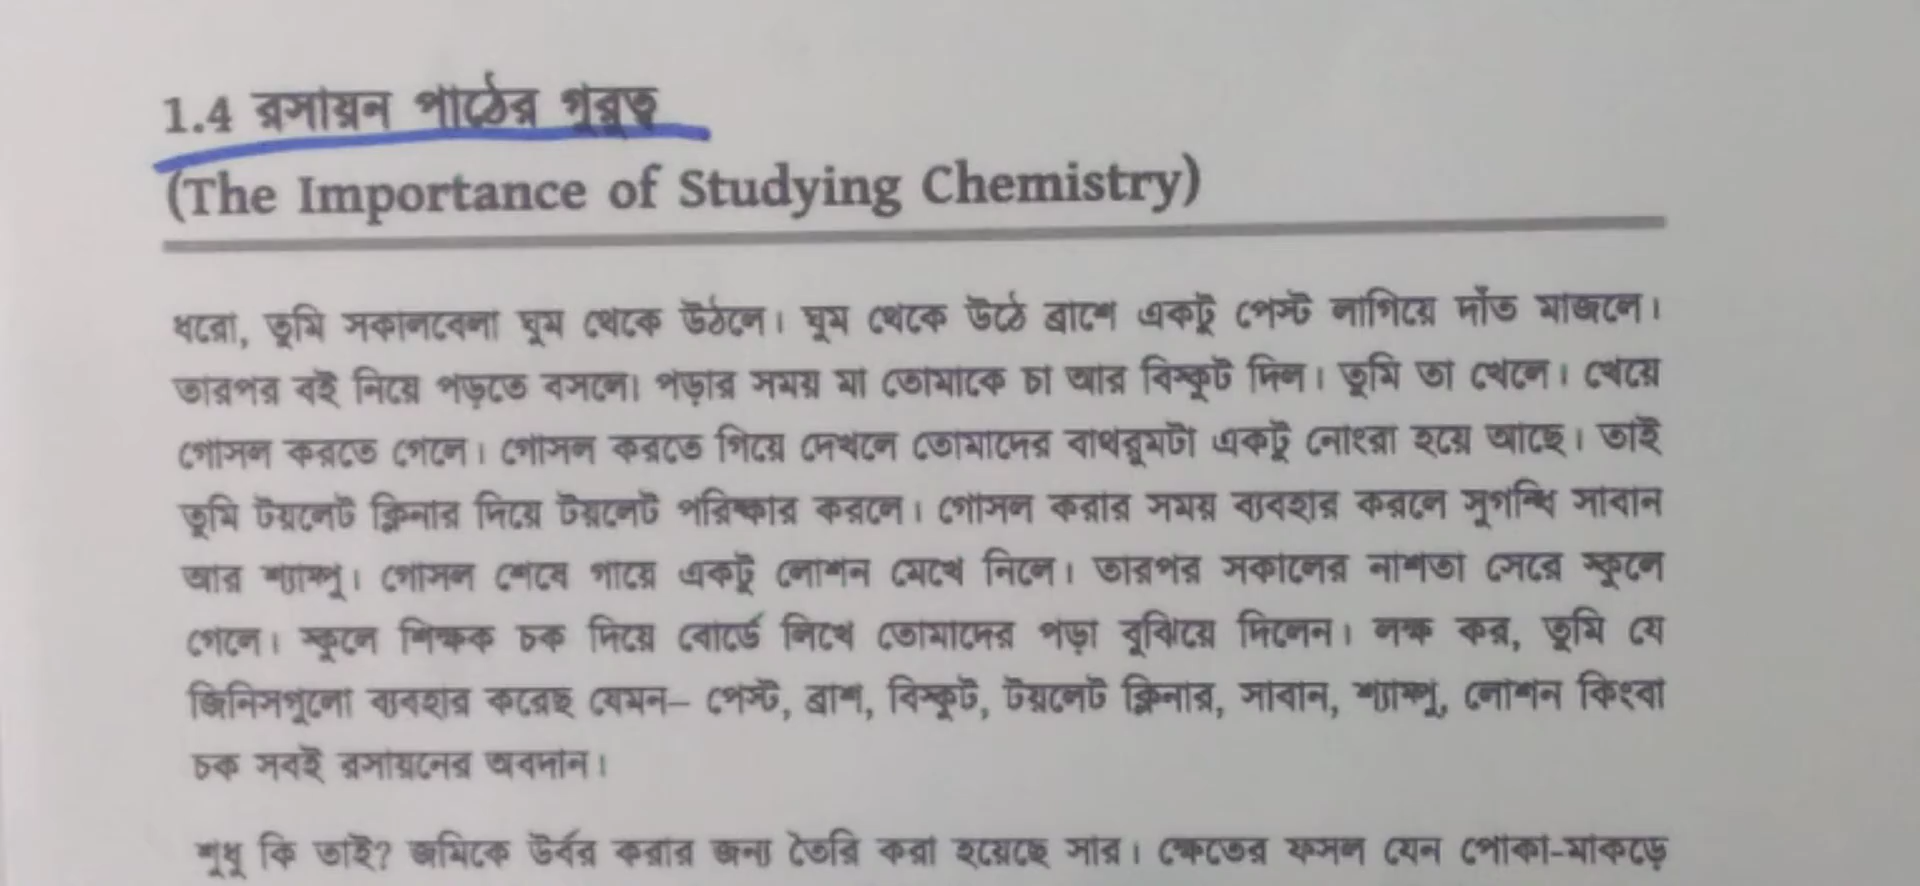 1.4 রসায়ন পাঠের গুরুত্ব
(The Importance of Studying Chemistry)
ধরো, তুমি সকালবেলা ঘুম থেকে উঠলে। ঘুম থেকে উঠে ব্রাশে একটু পেস্ট লাগিয়ে দাঁত মাজলে।
তারপর বই নিয়ে পড়তে বসলে। পড়ার সময় মা তোমাকে চা আর বিস্কুট দিল। তুমি তা খেলে। খেয়ে
গোসল করতে গেলে। গোসল করতে গিয়ে দেখলে তোমাদের বাথরুমটা একটু নোংরা হয়ে আছে। তাই
তুমি টয়লেট ক্লিনার দিয়ে টয়লেট পরিষ্কার করলে। গোসল করার সময় ব্যবহার করলে সুগন্ধি সাবান
আর শ্যাম্পু। গোসল শেষে গায়ে একটু লোশন মেখে নিলে। তারপর সকালের নাশতা সেরে স্কুলে
গেলে। স্কুলে শিক্ষক চক দিয়ে বোর্ডে লিখে তোমাদের পড়া বুঝিয়ে দিলেন। লক্ষ কর, তুমি যে
জিনিসগুলো ব্যবহার করেছ যেমন– পেস্ট, ব্রাশ, বিস্কুট, টয়লেট ক্লিনার, সাবান, শ্যাম্পু, লোশন কিংবা
চক সবই রসায়নের অবদান।
শুধু কি তাই? জমিকে উর্বর করার জন্য তৈরি করা হয়েছে সার। ক্ষেতের ফসল যেন পোকা-মাকড়ে